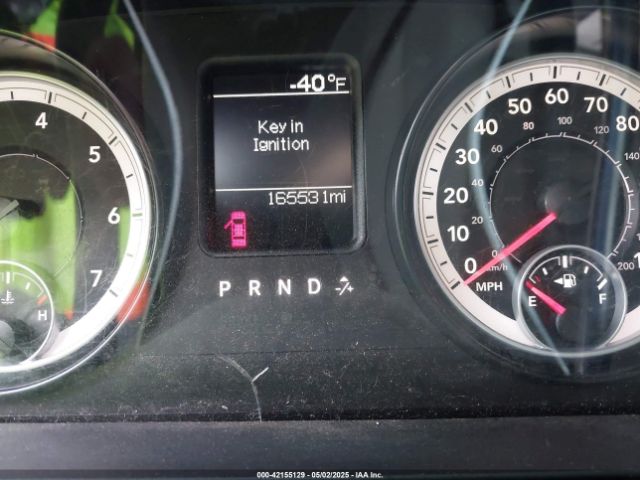 -40°F
Key in
Ignition
165531mi
P R N D -/+
4
5
6
7
H
0
20
30
40
50
60
70
80
0
20
40
60
80
100
120
140
200
km/h
MPH
E
F
000-42155129 - 05/02/2025 - IAA Inc.